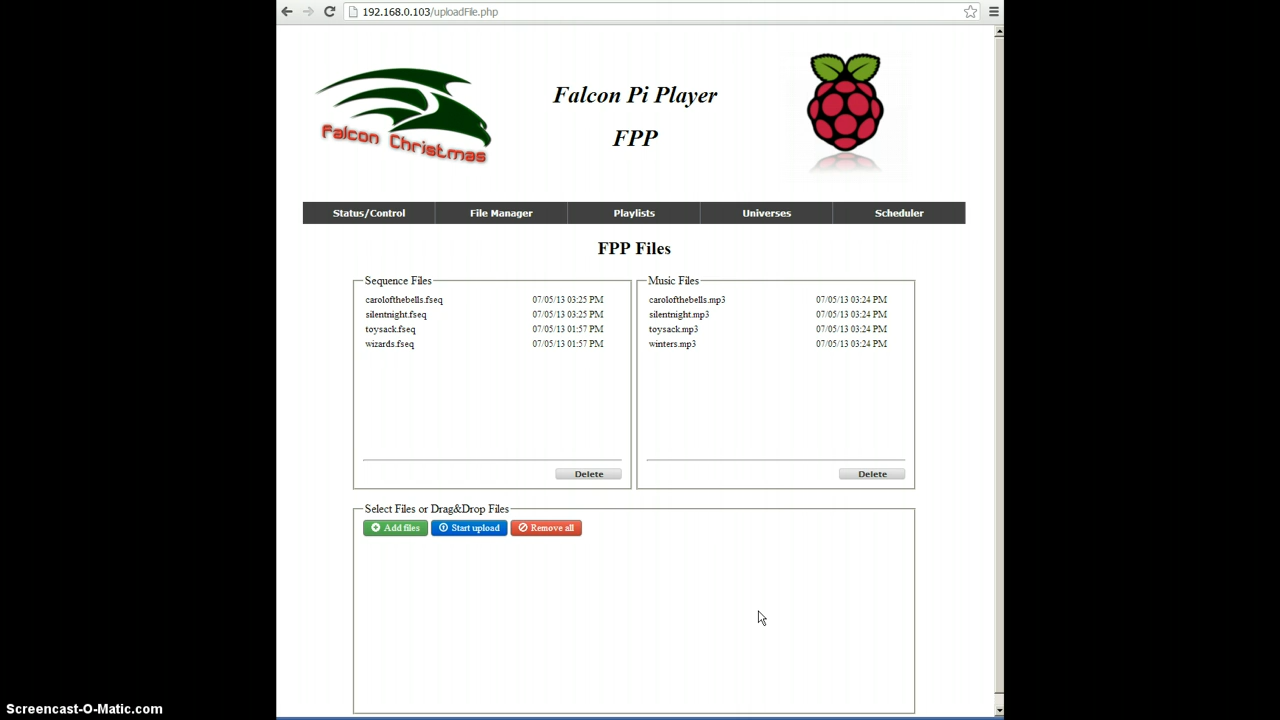 192.168.0.103/uploadFile.php
Falcon Christmas
Falcon Pi Player
FPP
Status/Control File Manager Playlists Universes Scheduler
FPP Files
Sequence Files
carolofthebells.fseq 07/05/13 03:25 PM
silentnight.fseq 07/05/13 03:25 PM
toysack.fseq 07/05/13 01:57 PM
wizards.fseq 07/05/13 01:57 PM
Delete
Music Files
carolofthebells.mp3 07/05/13 03:24 PM
silentnight.mp3 07/05/13 03:24 PM
toysack.mp3 07/05/13 03:24 PM
winters.mp3 07/05/13 03:24 PM
Delete
Select Files or Drag&Drop Files
Add files Start upload Remove all
Screencast-O-Matic.com